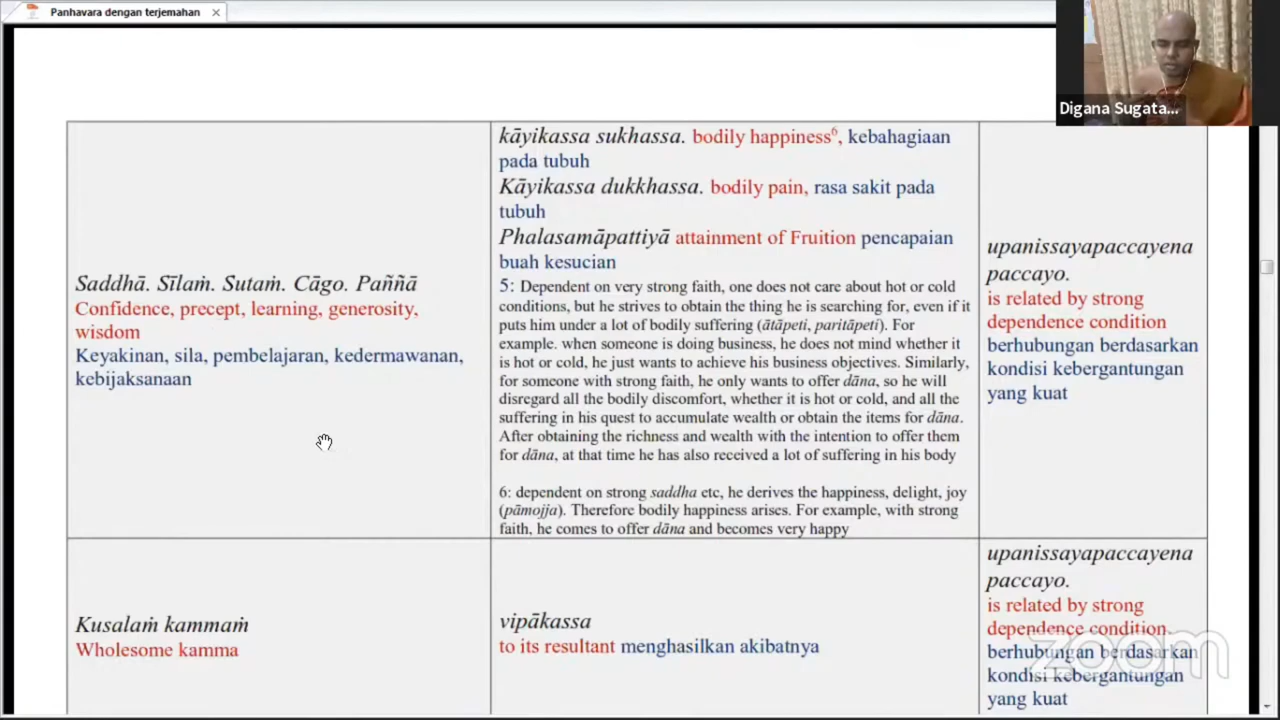 Panhavara dengan terjemahan
Digana Sugata...
kāyikassa sukhassa. bodily happiness6, kebahagiaan
pada tubuh
Kāyikassa dukkhassa. bodily pain, rasa sakit pada
tubuh
Phalasamāpattiyā attainment of Fruition pencapaian
buah kesucian
Saddhā. Sīlaṁ. Sutaṁ. Cāgo. Paññā
Confidence, precept, learning, generosity,
wisdom
Keyakinan, sila, pembelajaran, kedermawanan,
kebijaksanaan
5: Dependent on very strong faith, one does not care about hot or cold
conditions, but he strives to obtain the thing he is searching for, even if it
puts him under a lot of bodily suffering (ātāpeti, paritāpeti). For
example. when someone is doing business, he does not mind whether it
is hot or cold, he just wants to achieve his business objectives. Similarly,
for someone with strong faith, he only wants to offer dāna, so he will
disregard all the bodily discomfort, whether it is hot or cold, and all the
suffering in his quest to accumulate wealth or obtain the items for dāna.
After obtaining the richness and wealth with the intention to offer them
for dāna, at that time he has also received a lot of suffering in his body
6: dependent on strong saddha etc, he derives the happiness, delight, joy
(pāmojja). Therefore bodily happiness arises. For example, with strong
faith, he comes to offer dāna and becomes very happy
upanissayapaccayena
paccayo.
is related by strong
dependence condition
berhubungan berdasarkan
kondisi kebergantungan
yang kuat
Kusalaṁ kammaṁ
Wholesome kamma
vipākassa
to its resultant menghasilkan akibatnya
upanissayapaccayena
paccayo.
is related by strong
dependence condition.
berhubungan berdasarkan
kondisi kebergantungan
yang kuat
zoom